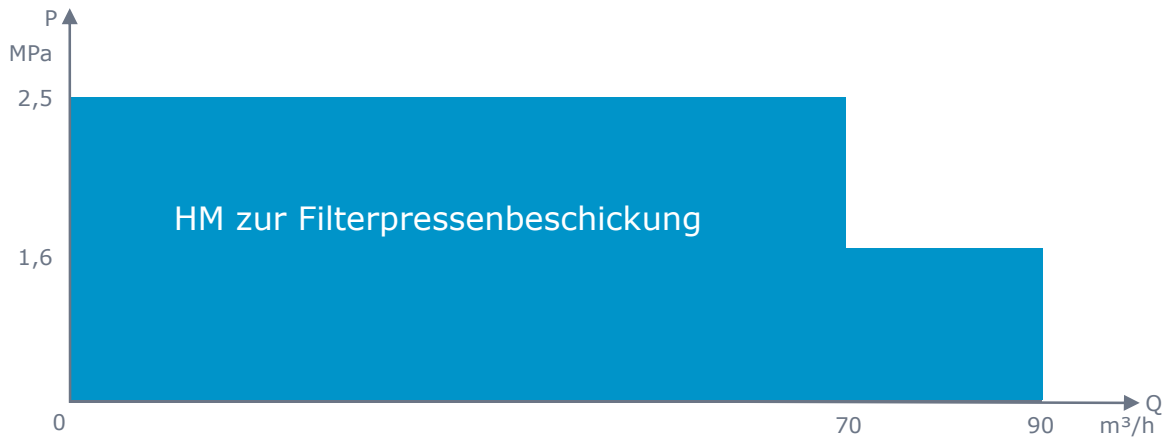 P
MPa
2,5
HM zur Filterpressenbeschickung
1,6
0
70
90
Q
m³/h